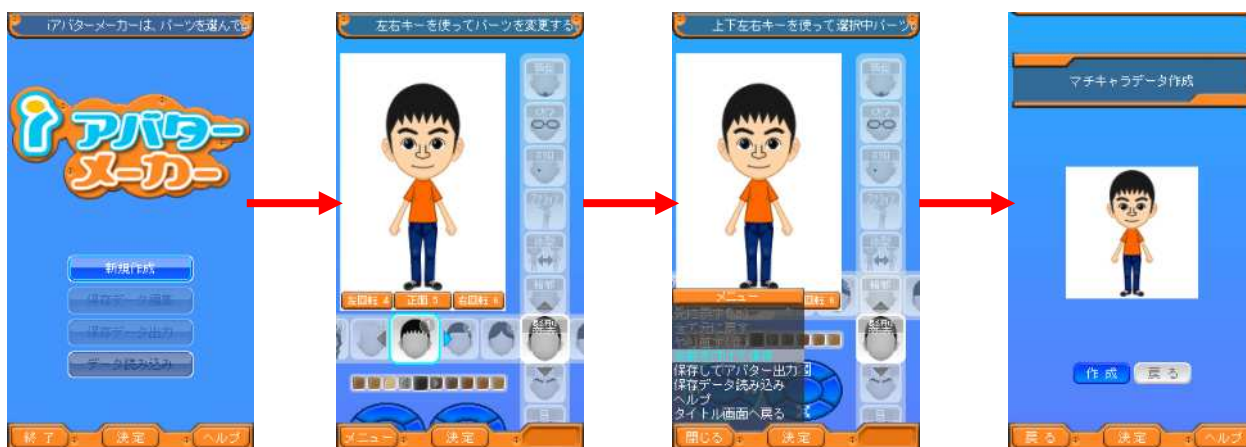 iアバターメーカーは、パーツを選んで
i アバター
メーカー
新規作成
保存データ編集
保存データ出力
データ読み込み
終了
決定
ヘルプ
左右キーを使ってパーツを変更する
左回転 4
正面 5
右回転 6
髪型
メニュー
決定
上下左右キーを使って選択中パーツ
メニュー
全て元に戻す
保存してアバター出力
保存データ読み込み
ヘルプ
タイトル画面へ戻る
髪型
閉じる
決定
マチキャラデータ作成
作成
戻る
戻る
決定
ヘルプ